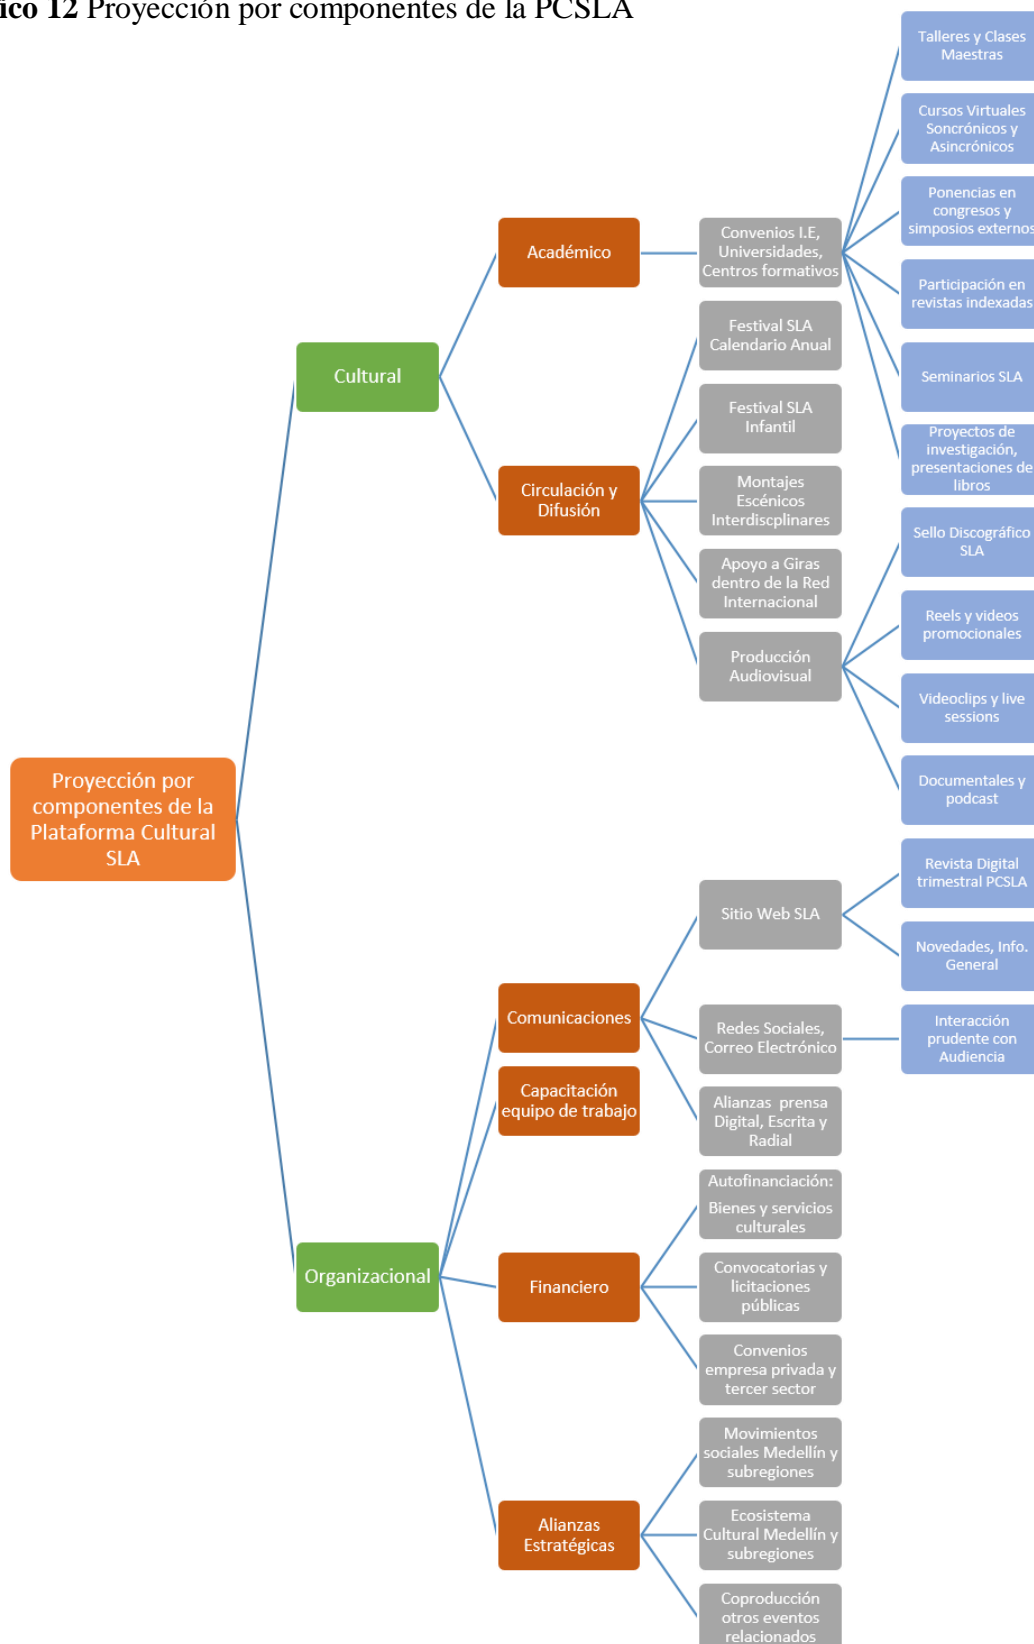 ico 12 Proyección por componentes de la PCSLA
Talleres y Clases
Maestras
Cursos Virtuales
Soncrónicos y
Asincrónicos
Ponencias en
congresos y
simposios externos
Académico
Convenios I.E,
Universidades,
Centros formativos
Participación en
revistas indexadas
Festival SLA
Calendario Anual
Cultural
Seminarios SLA
Festival SLA
Infantil
Proyectos de
investigación,
presentaciones de
libros
Circulación y
Difusión
Montajes
Escénicos
Interdiscplinares
Sello Discográfico
SLA
Apoyo a Giras
dentro de la Red
Internacional
Reels y videos
promocionales
Producción
Audiovisual
Videoclips y live
sessions
Documentales y
podcast
Proyección por
componentes de la
Plataforma Cultural
SLA
Revista Digital
trimestral PCSLA
Sitio Web SLA
Novedades, Info.
General
Comunicaciones
Redes Sociales,
Correo Electrónico
Interacción
prudente con
Audiencia
Capacitación
equipo de trabajo
Alianzas prensa
Digital, Escrita y
Radial
Autofinanciación:
Bienes y servicios
culturales
Organizacional
Financiero
Convocatorias y
licitaciones
públicas
Convenios
empresa privada y
tercer sector
Movimientos
sociales Medellín y
subregiones
Alianzas
Estratégicas
Ecosistema
Cultural Medellín y
subregiones
Coproducción
otros eventos
relacionados